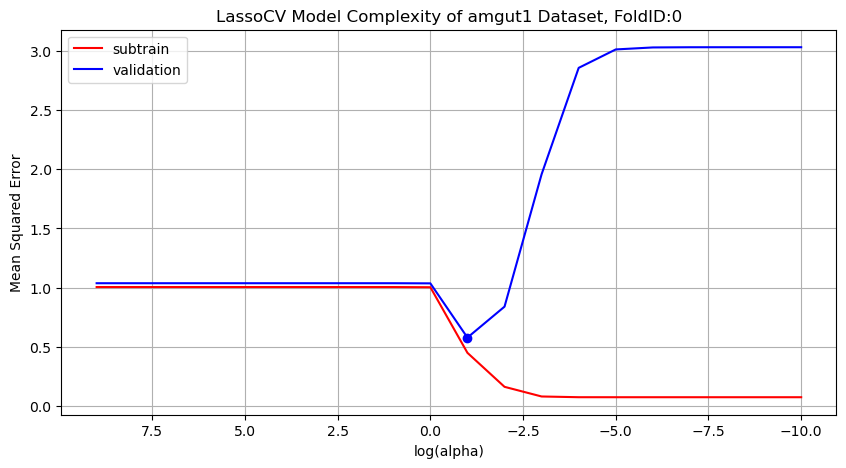 LassoCV Model Complexity of amgut1 Dataset, FoldID:0
subtrain
validation
Mean Squared Error
3.0
2.5
2.0
1.5
1.0
0.5
0.0
7.5 5.0 2.5 0.0 −2.5 −5.0 −7.5 −10.0
log(alpha)